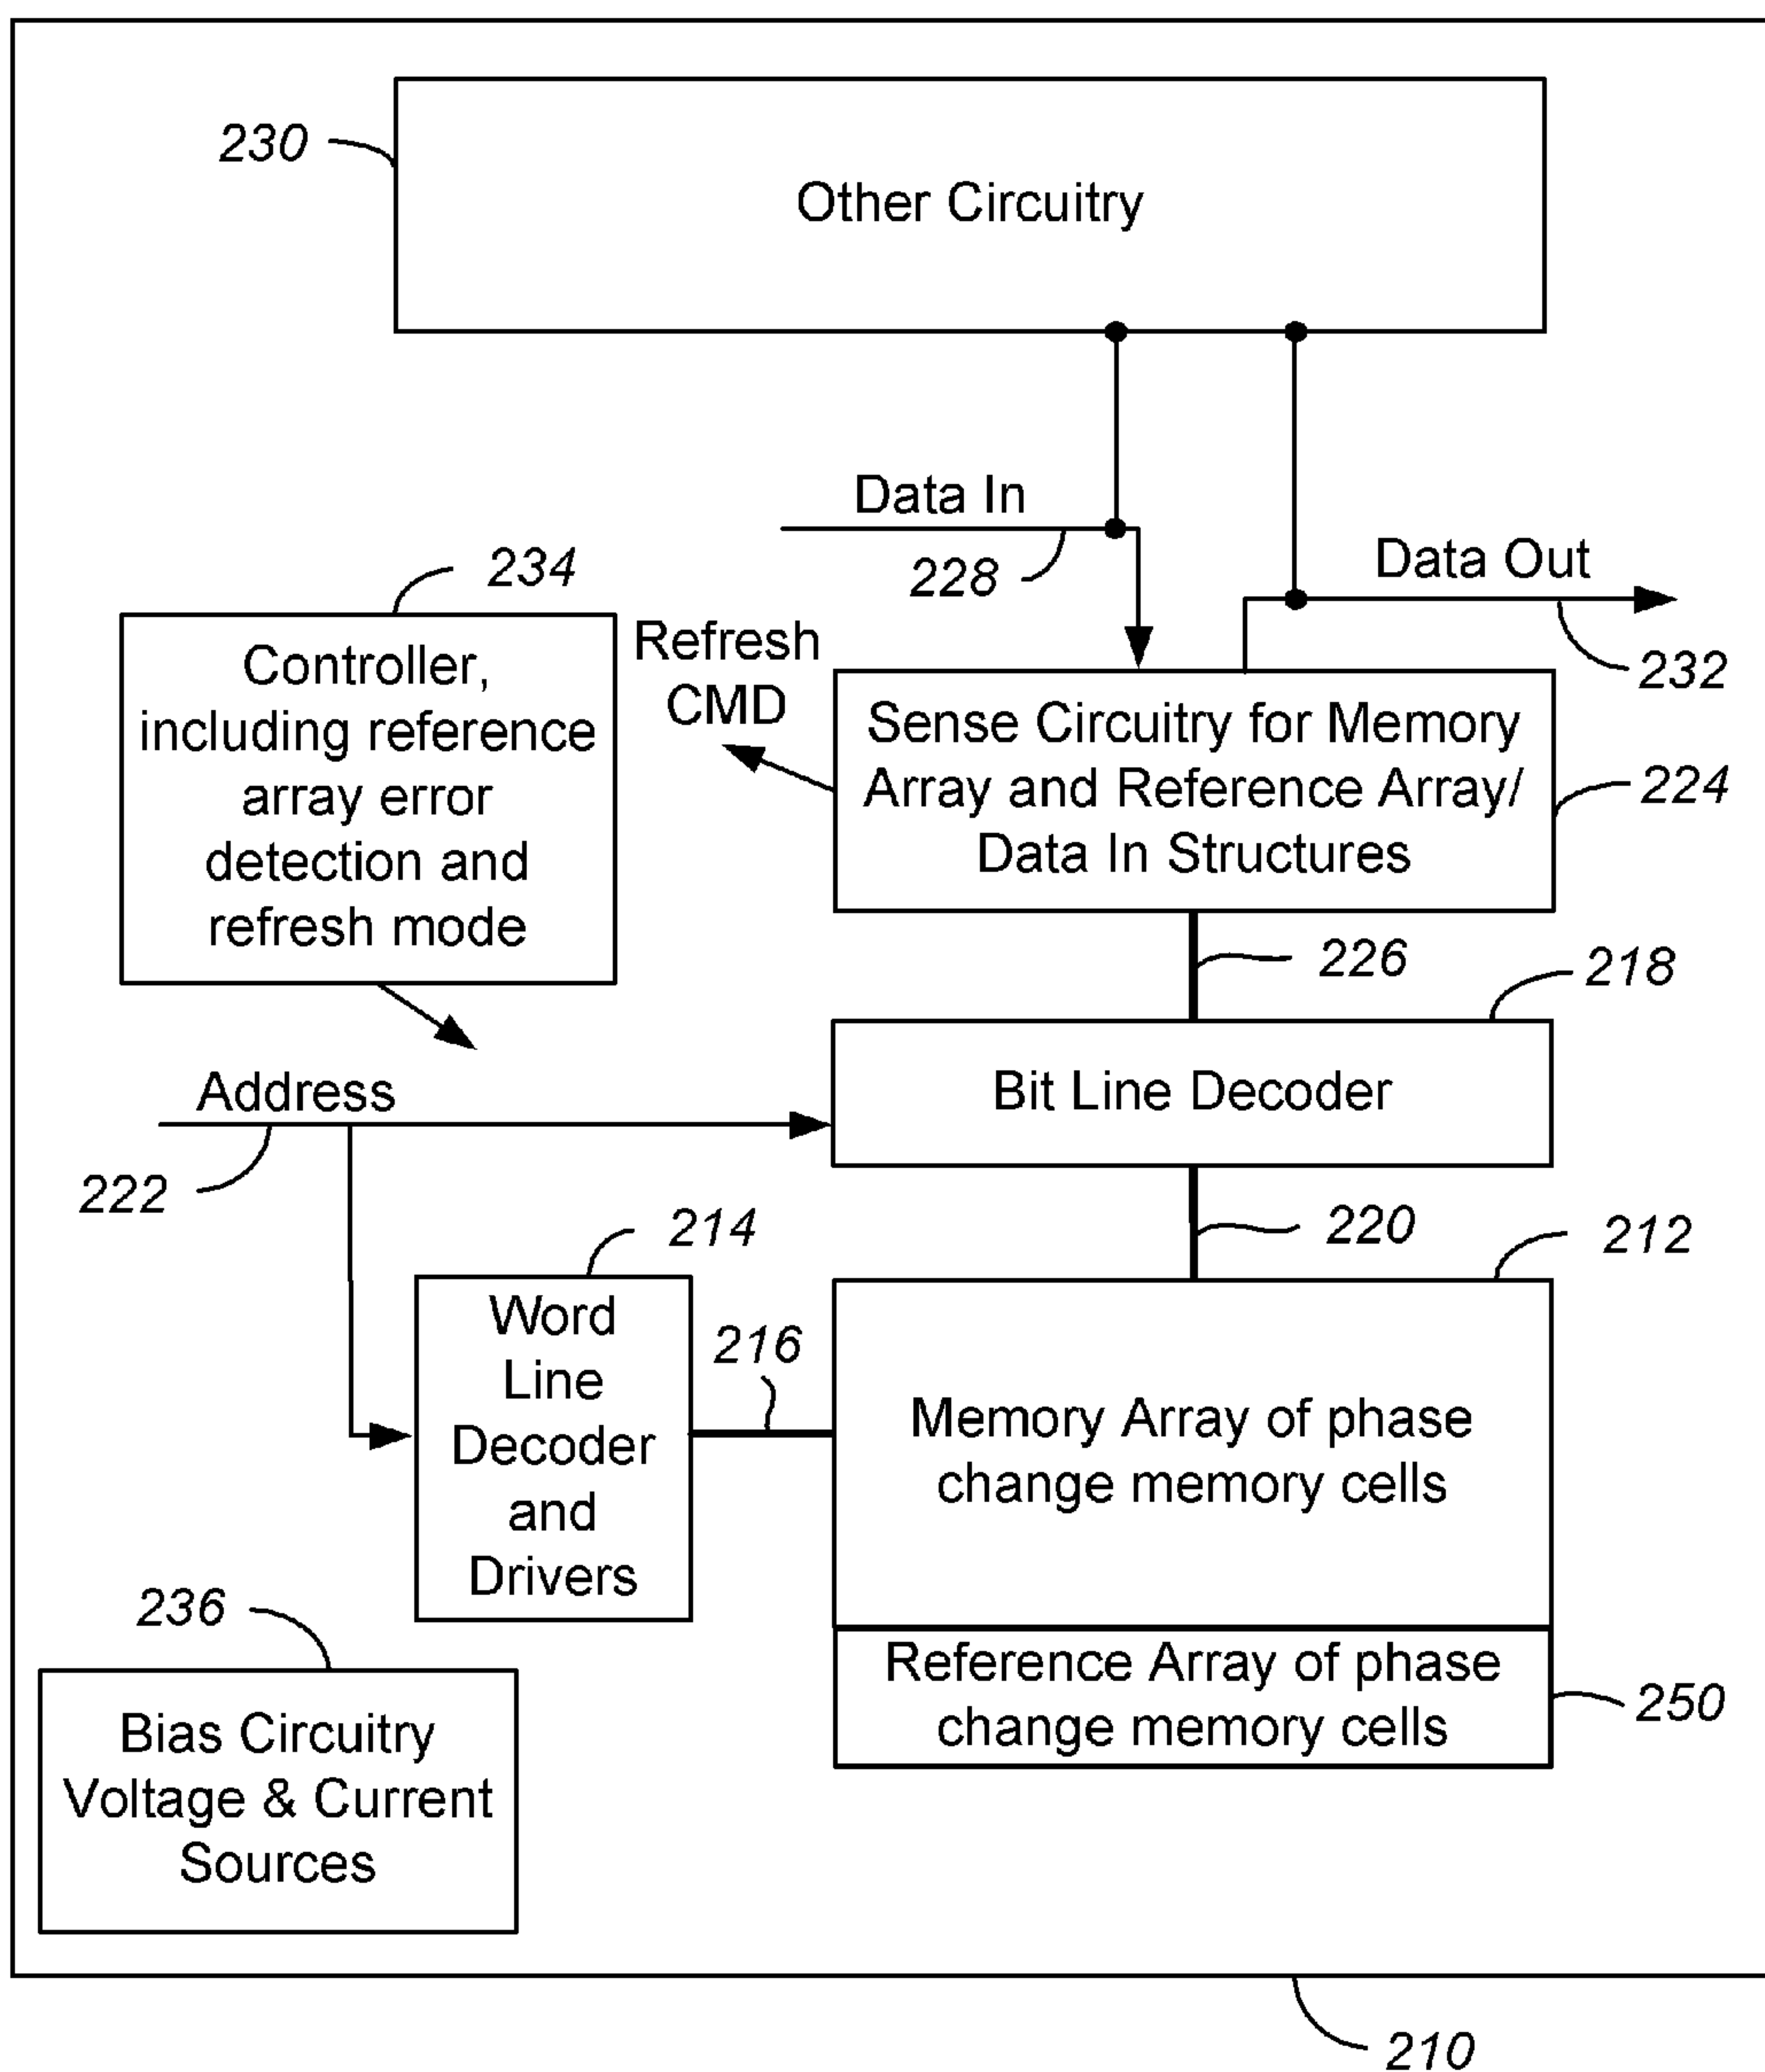 230
Other Circuitry
Data In
228
Data Out
232
234
Controller,
including reference
array error
detection and
refresh mode
Refresh
CMD
Sense Circuitry for Memory
Array and Reference Array/
Data In Structures
224
226
218
Bit Line Decoder
Address
222
220
212
214
Word
Line
Decoder
and
Drivers
216
Memory Array of phase
change memory cells
Reference Array of phase
change memory cells
250
236
Bias Circuitry
Voltage & Current
Sources
210